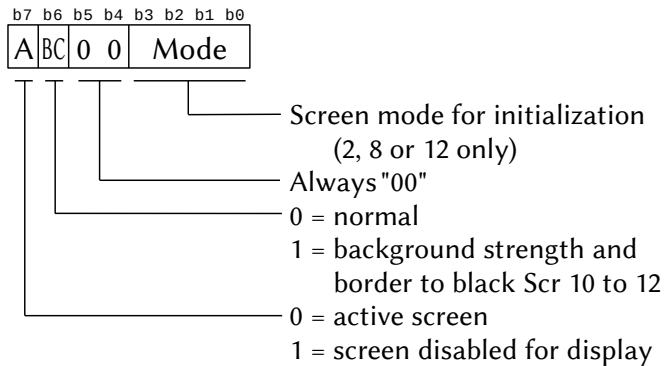 b7 b6 b5 b4 b3 b2 b1 b0
A BC 0 0 Mode
Screen mode for initialization
(2, 8 or 12 only)
Always "00"
0 = normal
1 = background strength and
border to black Scr 10 to 12
0 = active screen
1 = screen disabled for display